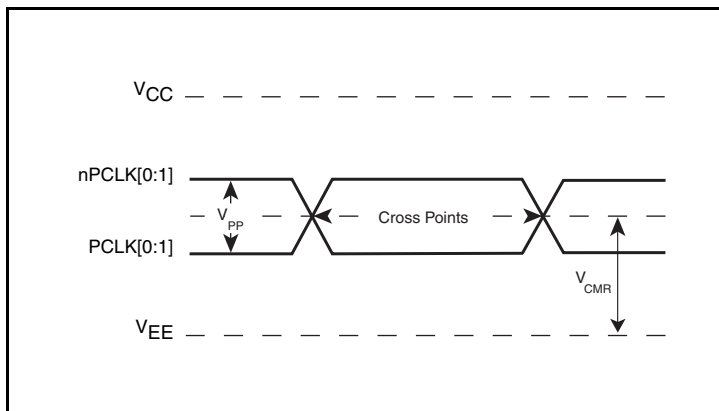 VCC
nPCLK[0:1]
VPP
Cross Points
PCLK[0:1]
VCMR
VEE